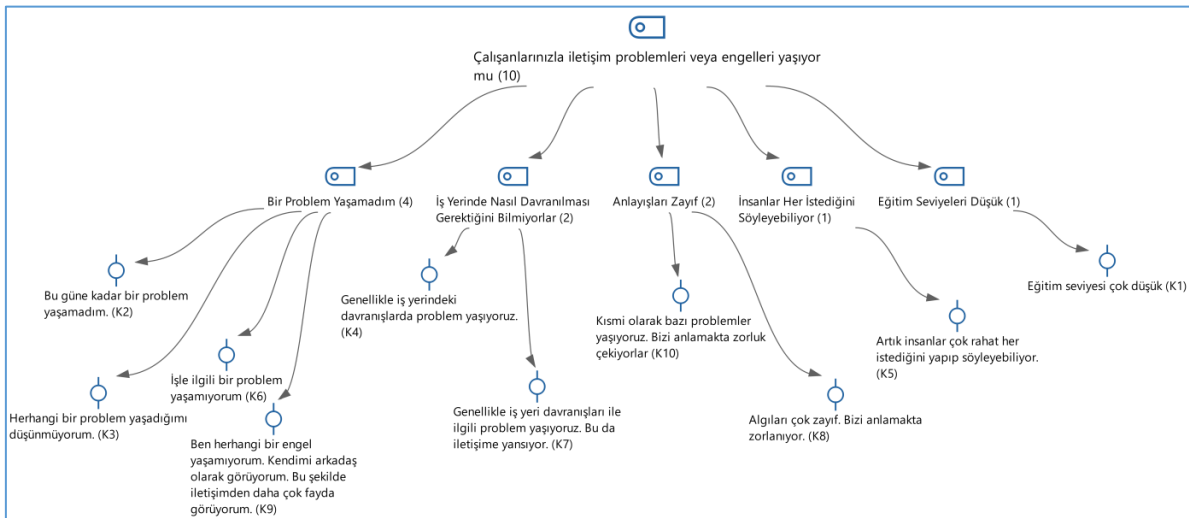 Çalışanlarınızla iletişim problemleri veya engelleri yaşıyor
mu (10)
Bir Problem Yaşamadım (4)
İş Yerinde Nasıl Davranılması
Gerektiğini Bilmiyorlar (2)
Anlayışları Zayıf (2)
İnsanlar Her İstediğini
Söyleyebiliyor (1)
Eğitim Seviyeleri Düşük (1)
Bu güne kadar bir problem
yaşamadım. (K2)
Genellikle iş yerindeki
davranışlarda problem yaşıyoruz.
(K4)
Kısmi olarak bazı problemler
yaşıyoruz. Bizi anlamakta zorluk
çekiyorlar (K10)
Eğitim seviyesi çok düşük (K1)
Artık insanlar çok rahat her
istediğini yapıp söyleyebiliyor.
(K5)
İşle ilgili bir problem
yaşamıyorum (K6)
Herhangi bir problem yaşadığımı
düşünmüyorum. (K3)
Ben herhangi bir engel
yaşamıyorum. Kendimi arkadaş
olarak görüyorum. Bu şekilde
iletişimden daha çok fayda
görüyorum. (K9)
Genellikle iş yeri davranışları ile
ilgili problem yaşıyoruz. Bu da
iletişime yansıyor. (K7)
Algıları çok zayıf. Bizi anlamakta
zorlanıyor. (K8)